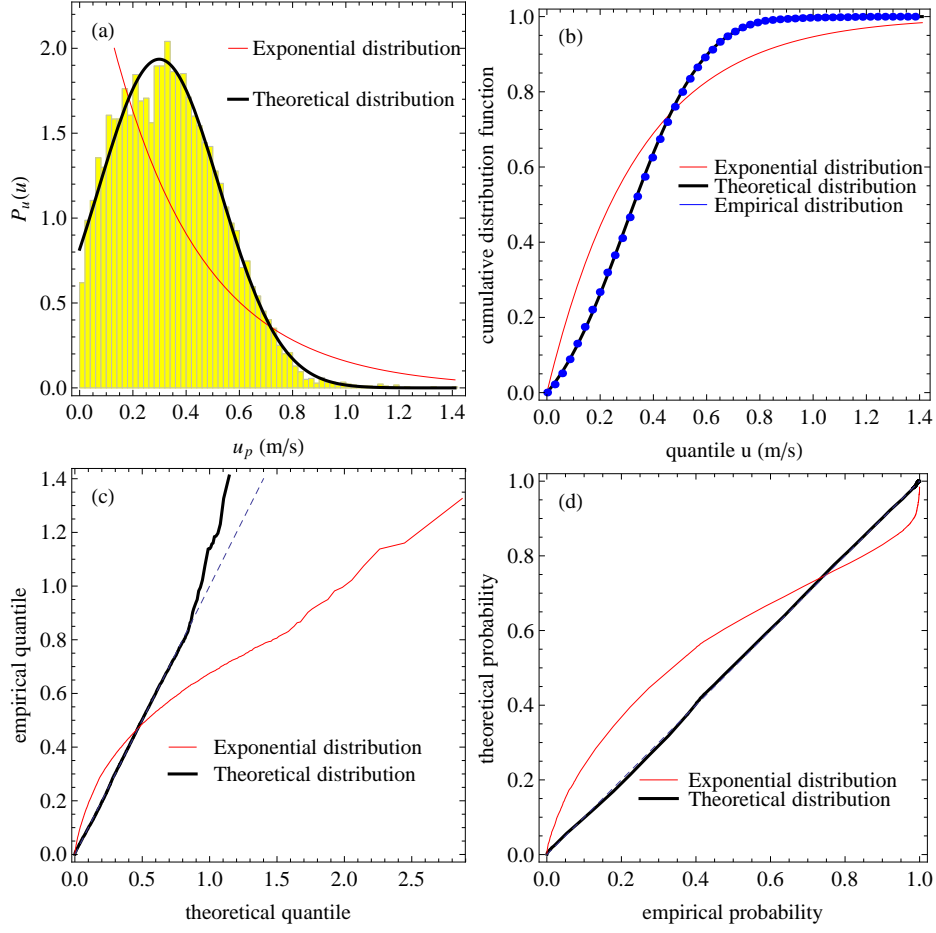 (a)
Exponential distribution
Theoretical distribution
P_u(u)
2.0
1.5
1.0
0.5
0.0
0.0 0.2 0.4 0.6 0.8 1.0 1.2 1.4
u_p (m/s)
(b)
Exponential distribution
Theoretical distribution
Empirical distribution
cumulative distribution function
1.0
0.8
0.6
0.4
0.2
0.0
0.0 0.2 0.4 0.6 0.8 1.0 1.2 1.4
quantile u (m/s)
(c)
Exponential distribution
Theoretical distribution
empirical quantile
1.4
1.2
1.0
0.8
0.6
0.4
0.2
0.0
0.0 0.5 1.0 1.5 2.0 2.5
theoretical quantile
(d)
Exponential distribution
Theoretical distribution
theoretical probability
1.0
0.8
0.6
0.4
0.2
0.0
0.0 0.2 0.4 0.6 0.8 1.0
empirical probability